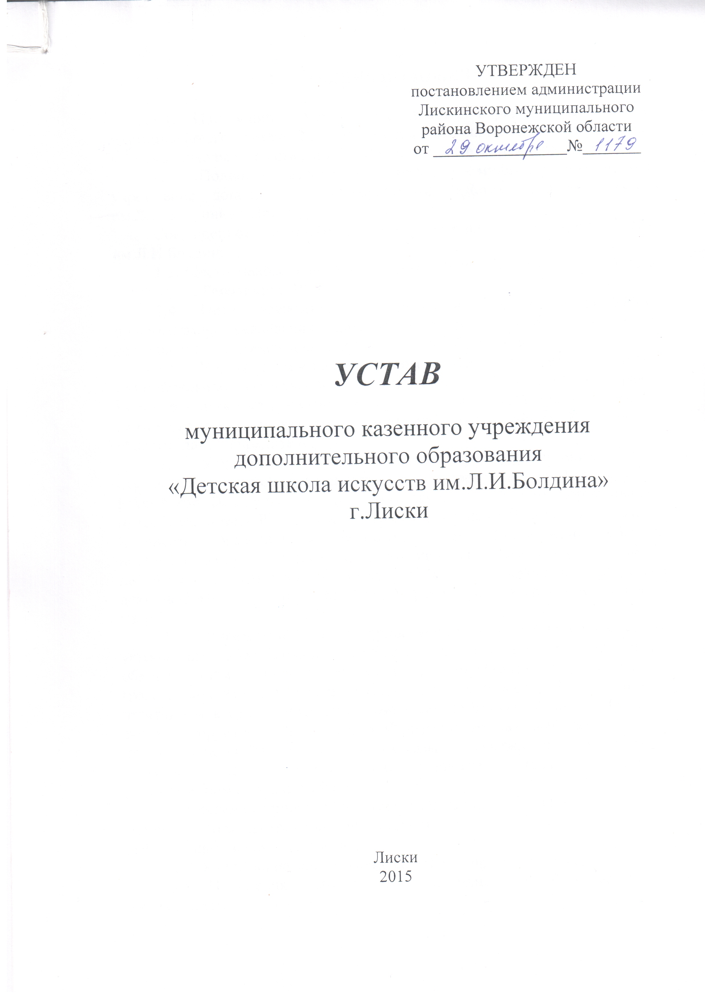 УТВЕРЖДЕН
постановлением администрации
Лискинского муниципального
района Воронежской области
от 29 октября № 1179
УСТАВ
муниципального казенного учреждения
дополнительного образования
«Детская школа искусств им.Л.И.Болдина»
г.Лиски
Лиски
2015